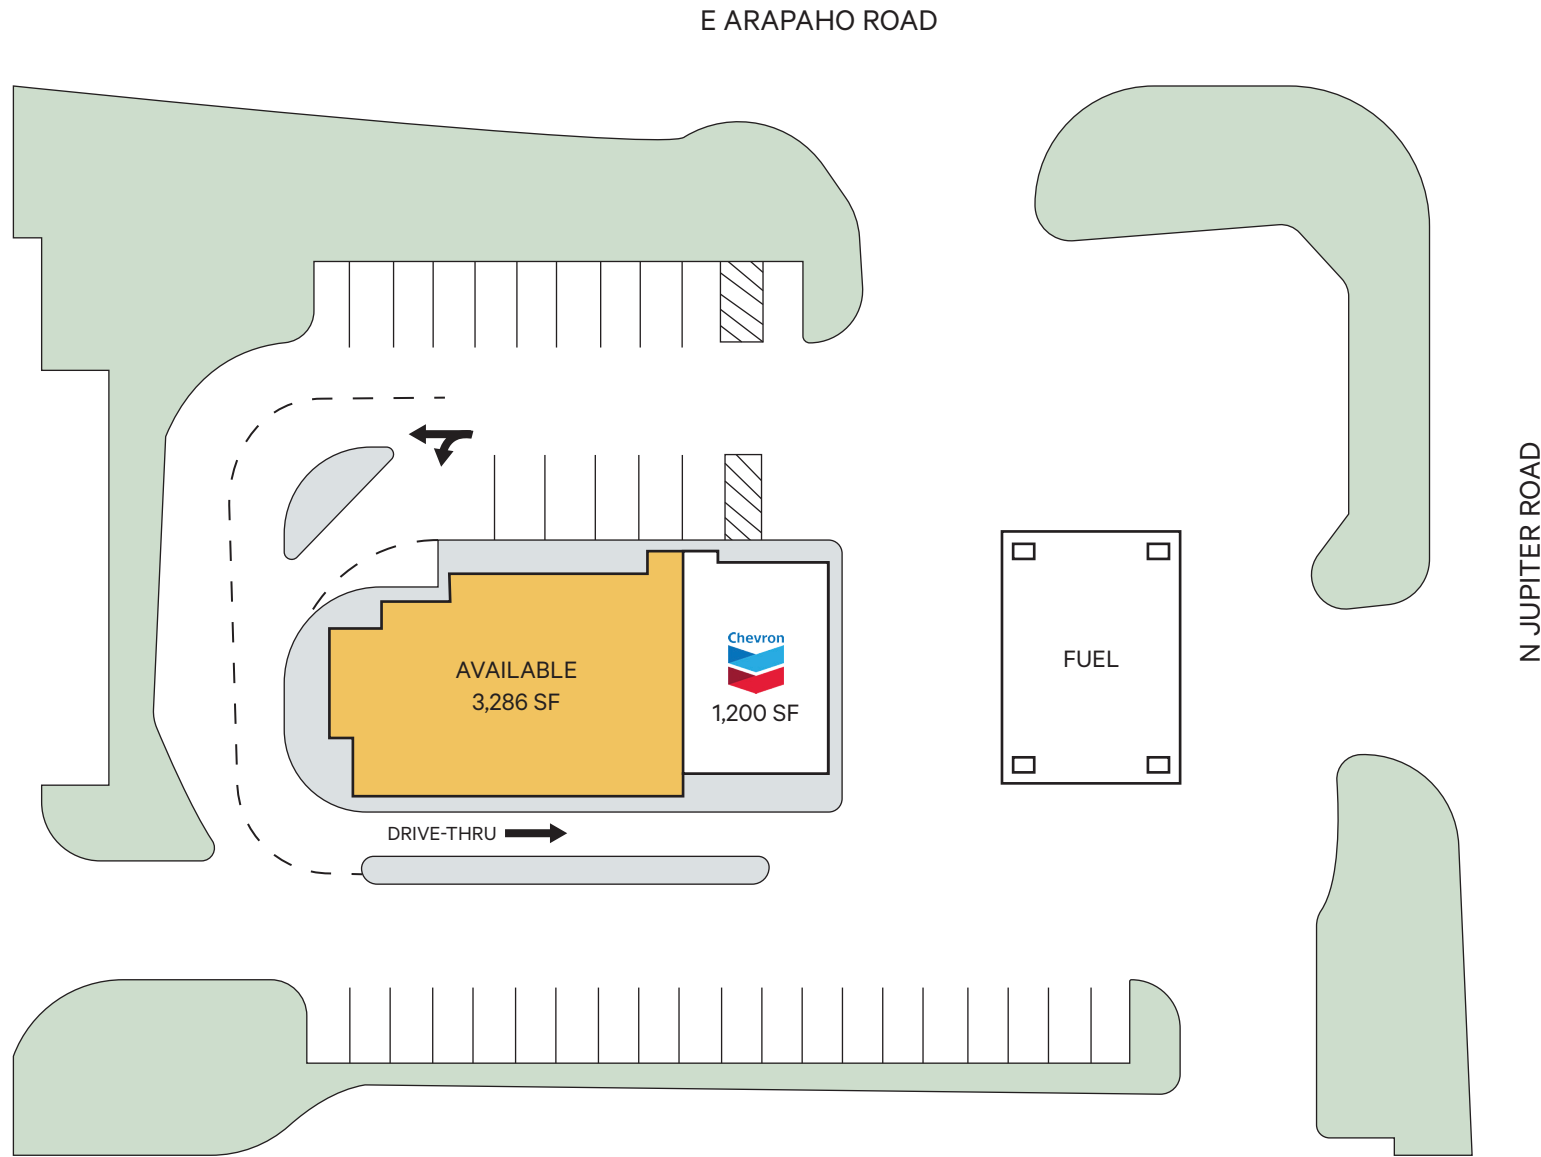 E ARAPAHO ROAD
N JUPITER ROAD
Chevron
AVAILABLE
3,286 SF
1,200 SF
FUEL
DRIVE-THRU